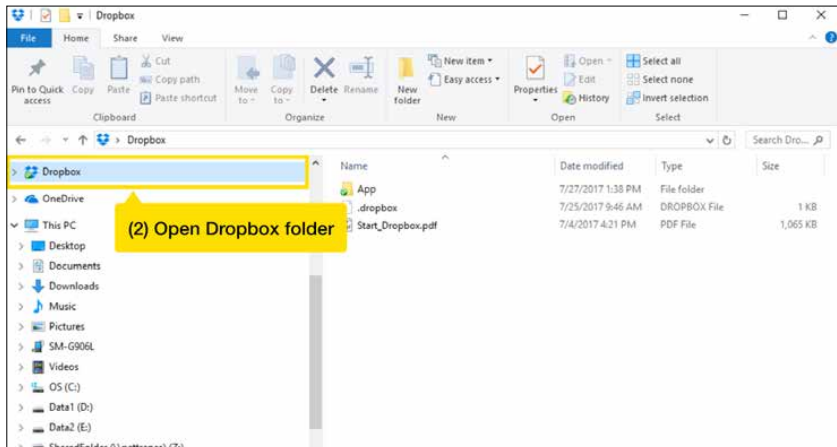 Dropbox
File Home Share View
Pin to Quick access
Copy
Paste
Cut
Copy path
Paste shortcut
Clipboard
Move to
Copy to
Delete
Rename
Organize
New folder
New item
Easy access
New
Properties
Open
Edit
History
Open
Select all
Select none
Invert selection
Select
Dropbox
Search Dro...
Dropbox
OneDrive
This PC
Desktop
Documents
Downloads
Music
Pictures
SM-G906L
Videos
OS (C:)
Data1 (D:)
Data2 (E:)
(2) Open Dropbox folder
Name Date modified Type Size
App 7/27/2017 1:38 PM File folder
.dropbox 7/25/2017 9:46 AM DROPBOX File 1 KB
Start_Dropbox.pdf 7/4/2017 4:21 PM PDF File 1,065 KB